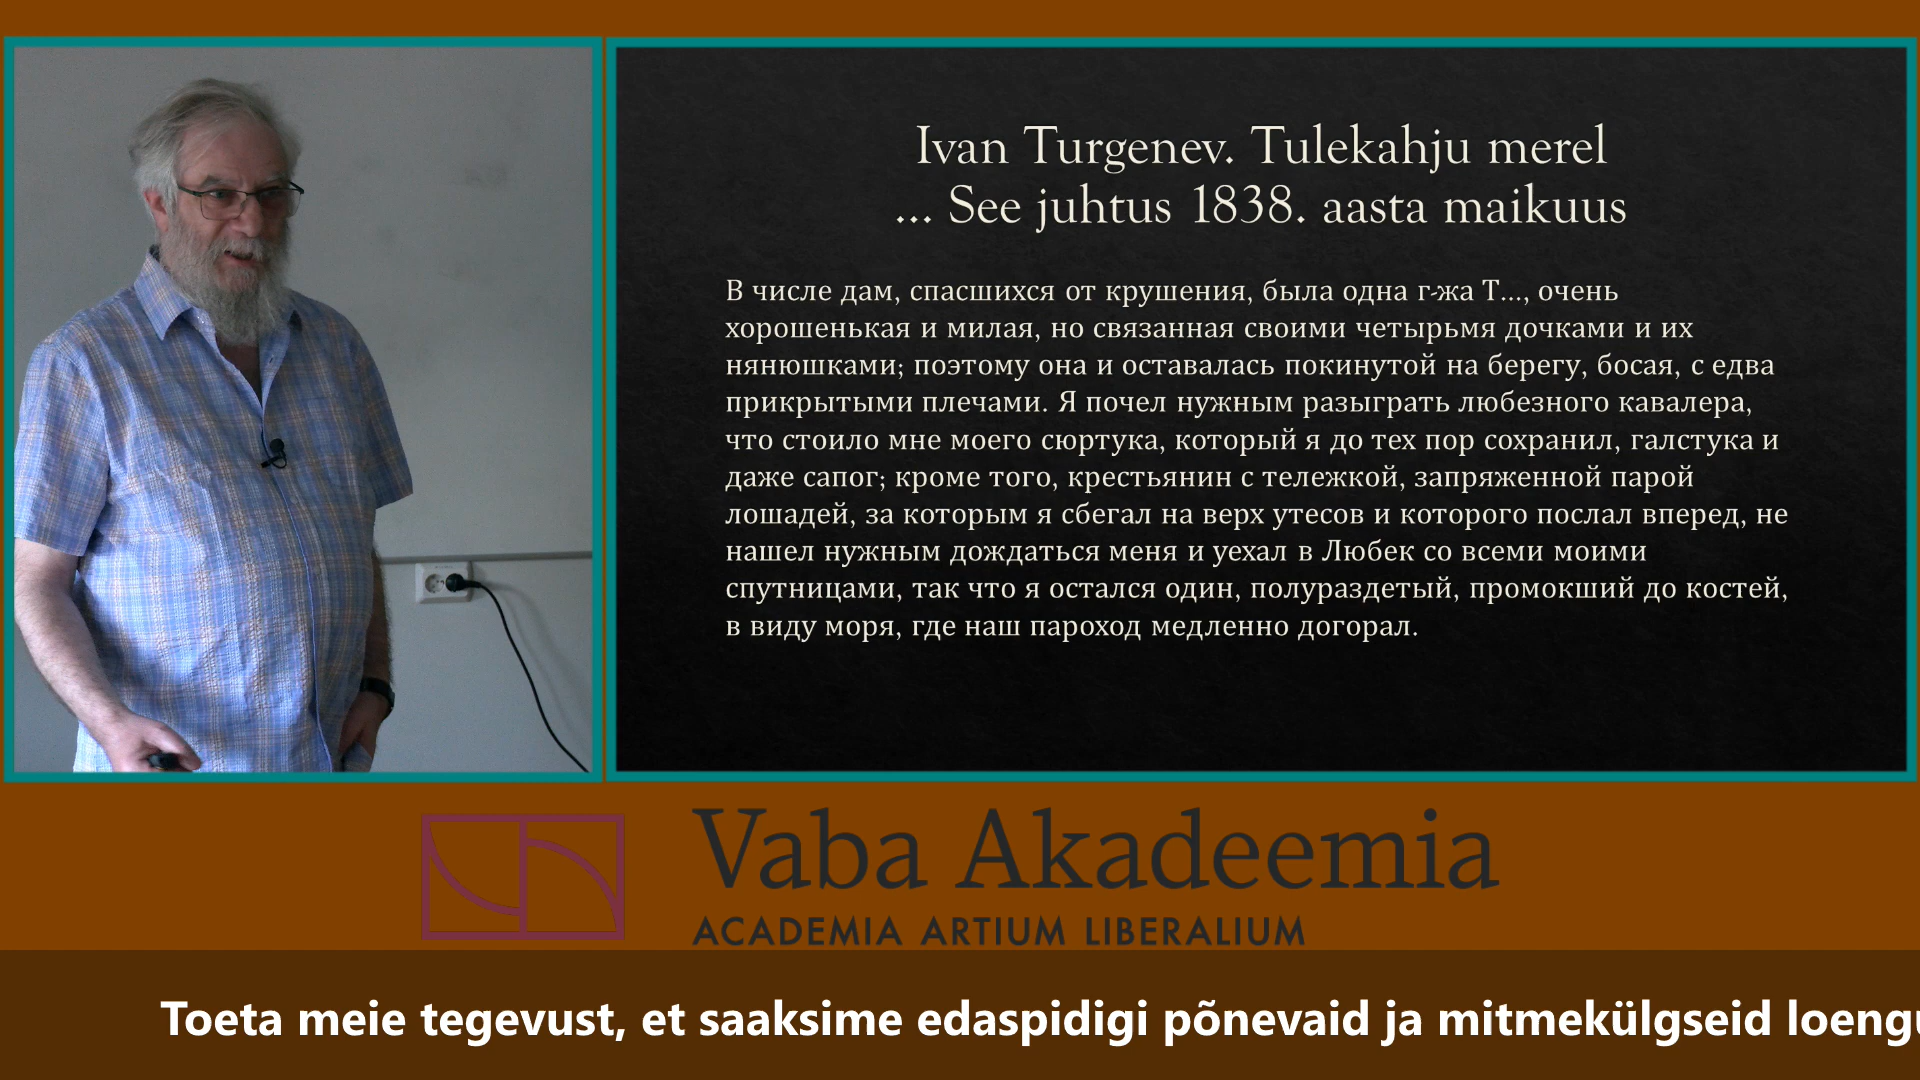 Ivan Turgenev. Tulekahju merel
... See juhtus 1838. aasta maikuus
В числе дам, спасшихся от крушения, была одна г-жа Т..., очень
хорошенькая и милая, но связанная своими четырьмя дочками и их
нянюшками; поэтому она и оставалась покинутой на берегу, босая, с едва
прикрытыми плечами. Я почел нужным разыграть любезного кавалера,
что стоило мне моего сюртука, который я до тех пор сохранил, галстука и
даже сапог; кроме того, крестьянин с тележкой, запряженной парой
лошадей, за которым я сбегал на верх утесов и которого послал вперед, не
нашел нужным дождаться меня и уехал в Любек со всеми моими
спутницами, так что я остался один, полураздетый, промокший до костей,
в виду моря, где наш пароход медленно догорал.
Vaba Akadeemia
ACADEMIA ARTIUM LIBERALIUM
Toeta meie tegevust, et saaksime edaspidigi põnevaid ja mitmekülgseid loengu